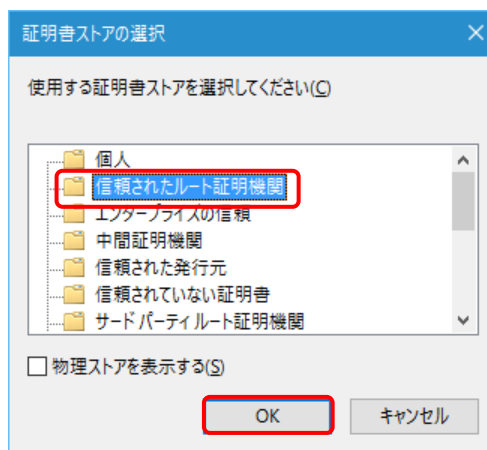 証明書ストアの選択
使用する証明書ストアを選択してください(C)
個人
信頼されたルート証明機関
エンタープライズの信頼
中間証明機関
信頼された発行元
信頼されていない証明書
サード パーティ ルート証明機関
物理ストアを表示する(S)
OK キャンセル